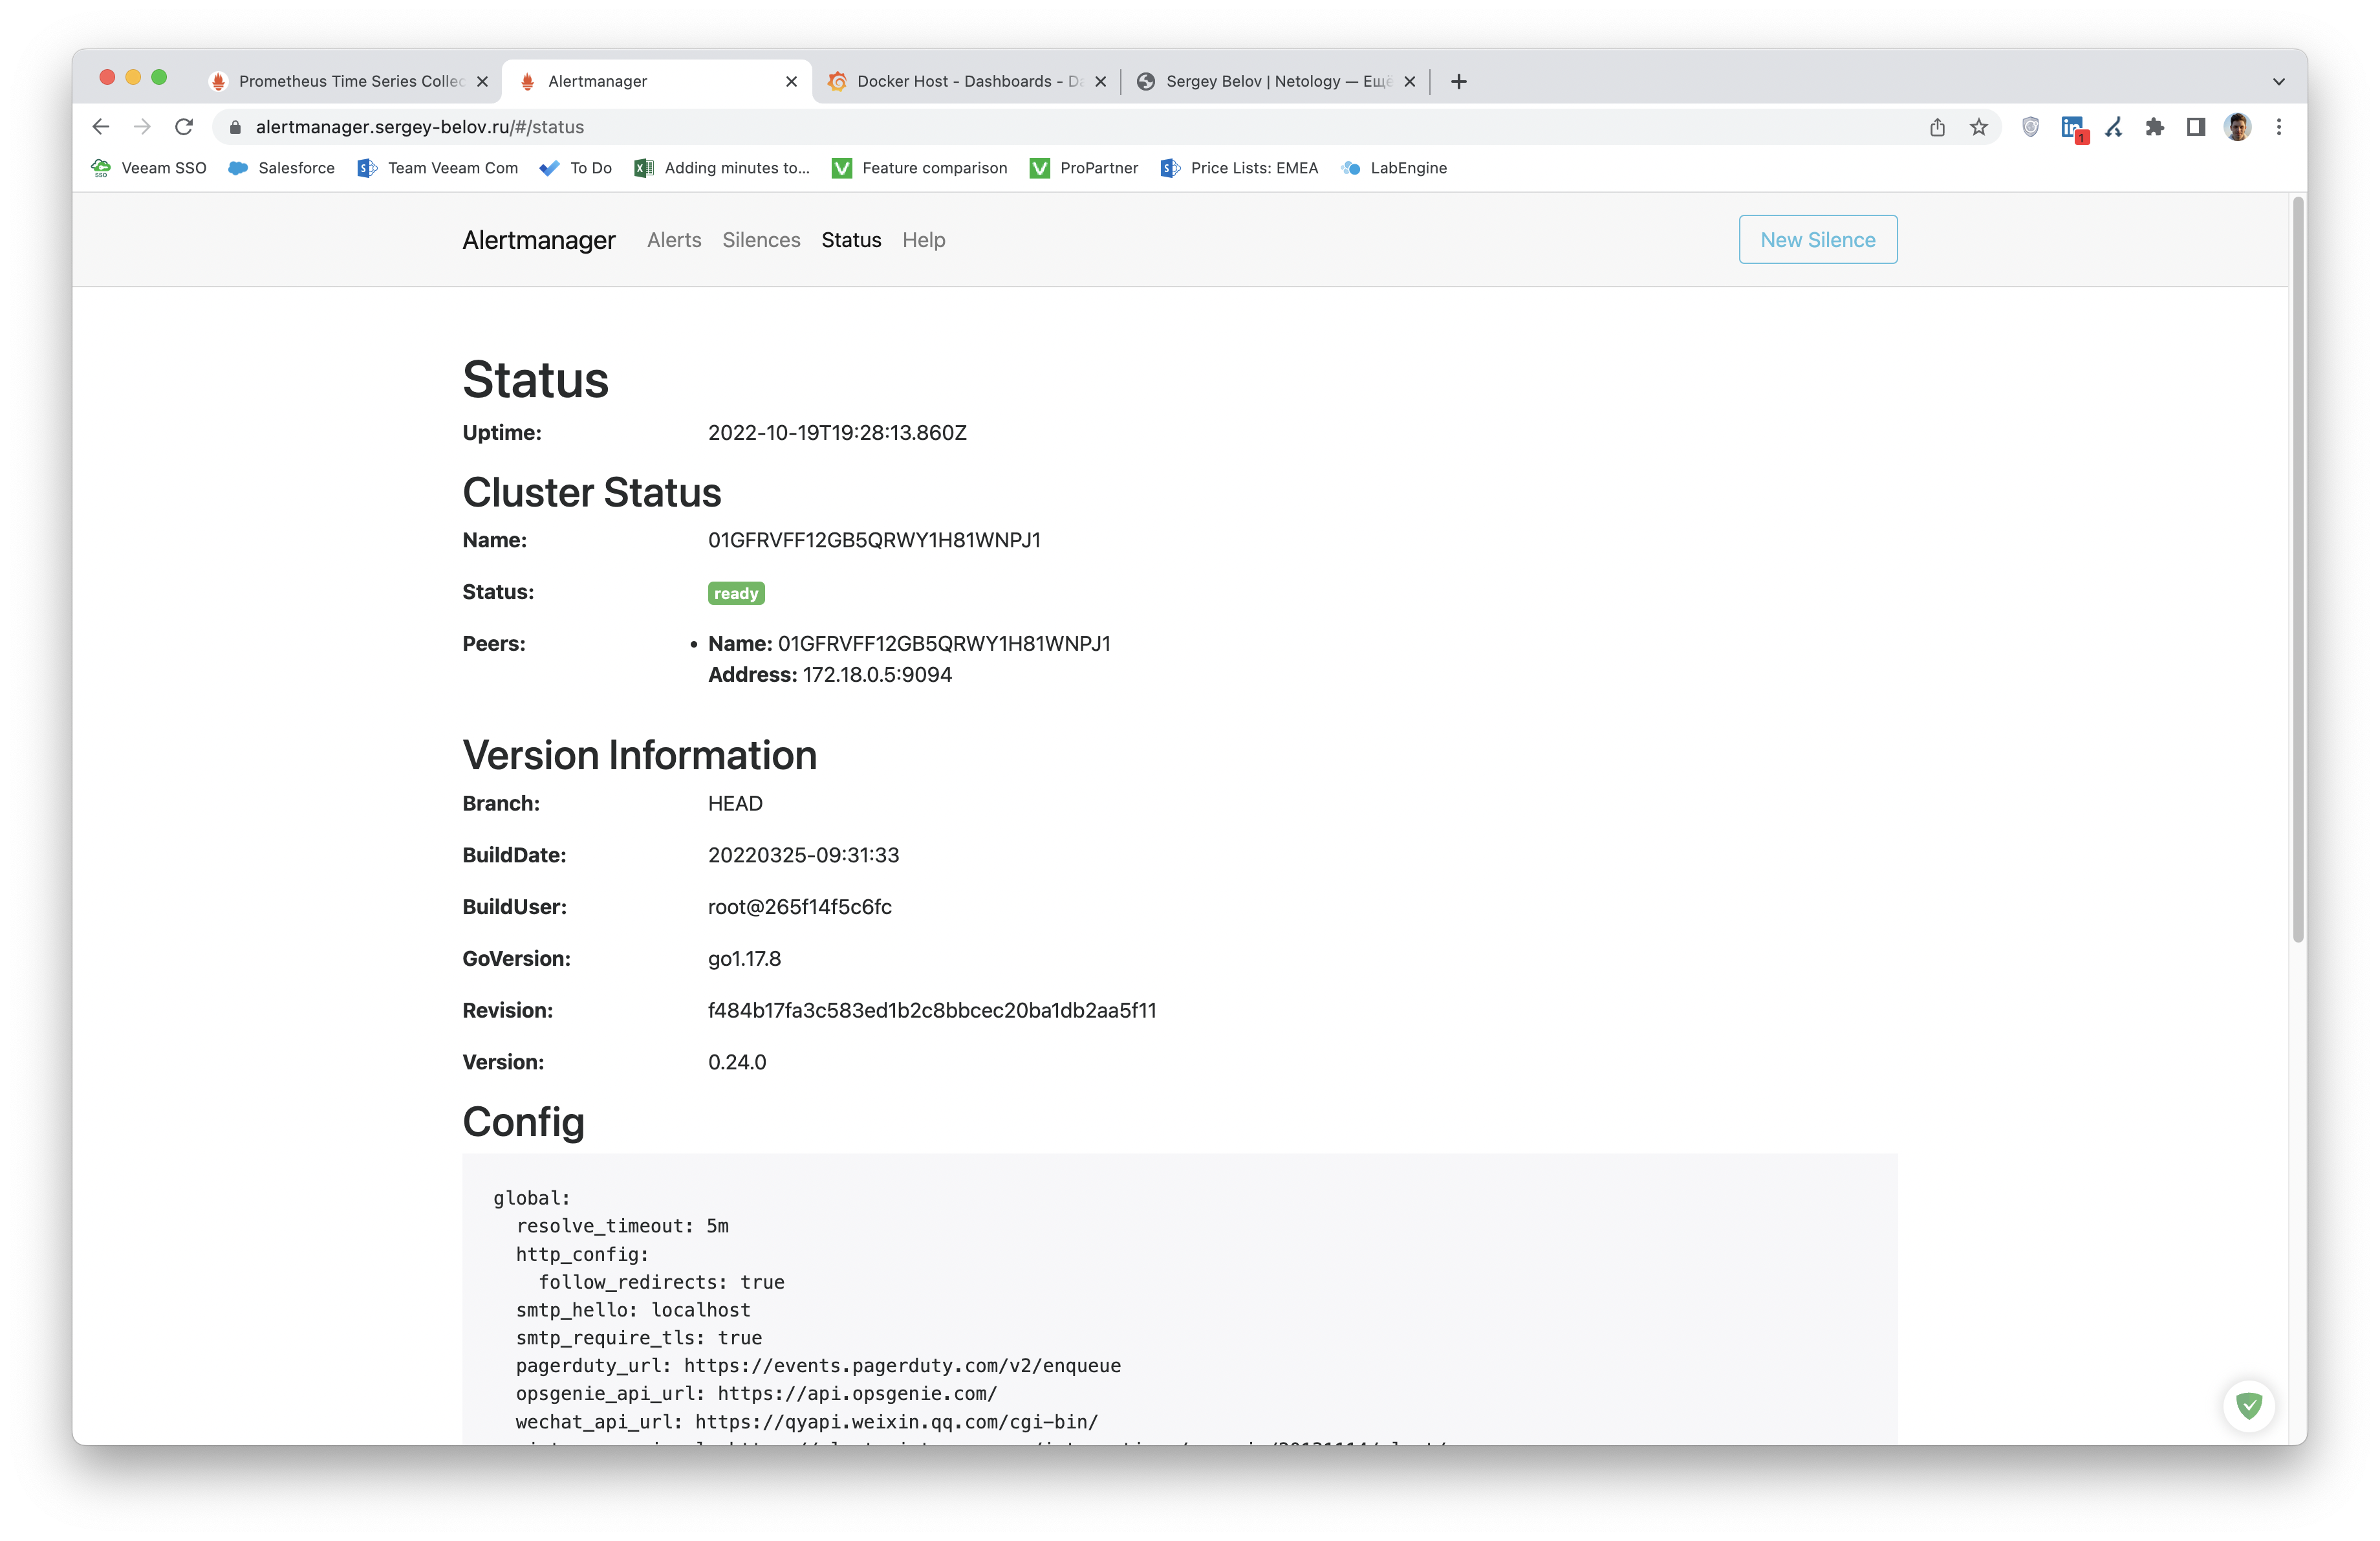 Prometheus Time Series Collec
Alertmanager
Docker Host - Dashboards - Da
Sergey Belov | Netology — Ещё
alertmanager.sergey-belov.ru/#/status
1
SSO Veeam SSO
Salesforce
Team Veeam Com
To Do
Adding minutes to...
Feature comparison
ProPartner
Price Lists: EMEA
LabEngine
Alertmanager Alerts Silences Status Help New Silence
Status
Uptime: 2022-10-19T19:28:13.860Z
Cluster Status
Name: 01GFRVFF12GB5QRWY1H81WNPJ1
Status: ready
Peers: • Name: 01GFRVFF12GB5QRWY1H81WNPJ1
Address: 172.18.0.5:9094
Version Information
Branch: HEAD
BuildDate: 20220325-09:31:33
BuildUser: root@265f14f5c6fc
GoVersion: go1.17.8
Revision: f484b17fa3c583ed1b2c8bbcec20ba1db2aa5f11
Version: 0.24.0
Config
global:
resolve_timeout: 5m
http_config:
follow_redirects: true
smtp_hello: localhost
smtp_require_tls: true
pagerduty_url: https://events.pagerduty.com/v2/enqueue
opsgenie_api_url: https://api.opsgenie.com/
wechat_api_url: https://qyapi.weixin.qq.com/cgi-bin/